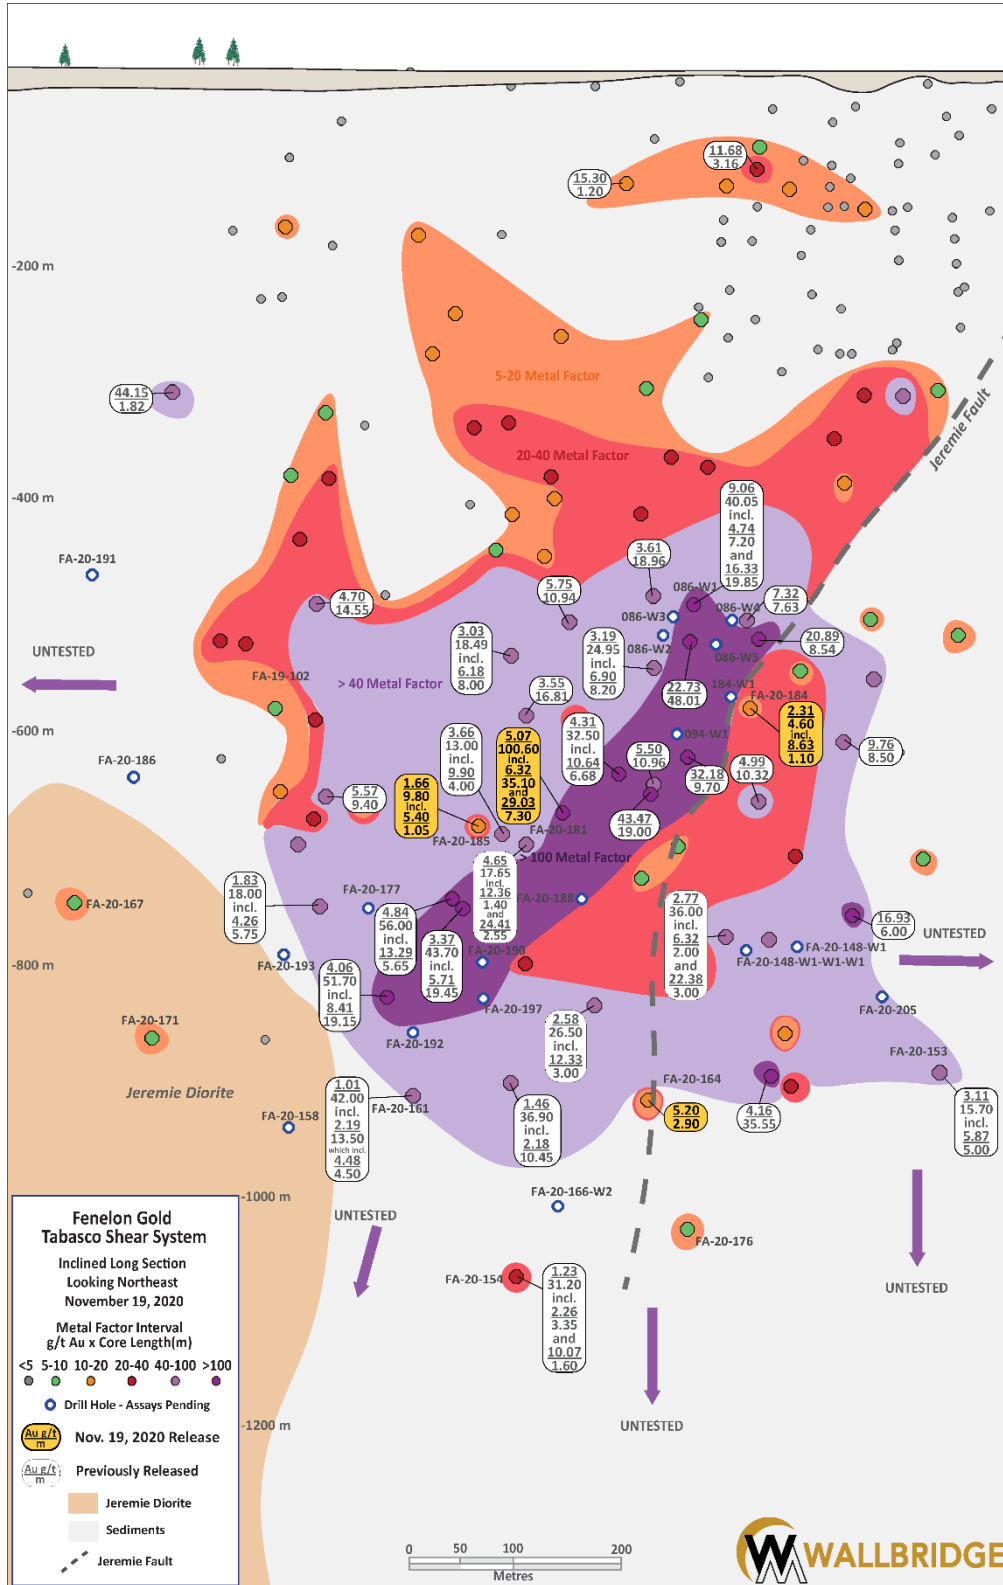 11.68
3.16
15.30
1.20
-200 m
5-20 Metal Factor
44.15
1.82
Jeremie Fault
20-40 Metal Factor
-400 m
9.06
40.05
incl.
4.74
7.20
and
16.33
19.85
3.61
18.96
FA-20-191
086-W1
5.75
10.94
4.70
14.55
086-W3
086-W4
7.32
7.63
086-W2
3.03
18.49
incl.
6.18
8.00
3.19
24.95
incl.
6.90
8.20
20.89
8.54
086-W5
UNTESTED
FA-19-102
> 40 Metal Factor
22.73
48.01
184-W1
FA-20-184
3.55
16.81
2.31
4.60
incl.
8.63
1.10
4.31
32.50
incl.
10.64
6.68
3.66
13.00
incl.
9.90
4.00
5.07
100.60
incl.
6.32
35.10
and
29.03
7.30
-600 m
094-W1
9.76
8.50
5.50
10.96
4.99
10.32
32.18
9.70
FA-20-186
1.66
9.80
incl.
5.40
1.05
5.57
9.40
43.47
19.00
FA-20-181
FA-20-185
> 100 Metal Factor
4.65
17.65
incl.
12.36
1.40
and
24.41
2.55
1.83
18.00
incl.
4.26
5.75
FA-20-177
FA-20-188
FA-20-167
4.84
56.00
incl.
13.29
5.65
2.77
36.00
incl.
6.32
2.00
and
22.38
3.00
16.93
6.00
UNTESTED
3.37
43.70
incl.
5.71
19.45
FA-20-148-W1
FA-20-190
FA-20-193
FA-20-148-W1-W1-W1
-800 m
4.06
51.70
incl.
8.41
19.15
FA-20-197
FA-20-205
FA-20-171
2.58
26.50
incl.
12.33
3.00
FA-20-192
FA-20-153
Jeremie Diorite
1.01
42.00
incl.
2.19
13.50
which incl.
4.48
4.50
FA-20-161
FA-20-164
1.46
36.90
incl.
2.18
10.45
5.20
2.90
4.16
35.55
3.11
15.70
incl.
5.87
5.00
FA-20-158
-1000 m
FA-20-166-W2
UNTESTED
FA-20-176
FA-20-154
1.23
31.20
incl.
2.26
3.35
and
10.07
1.60
UNTESTED
UNTESTED
-1200 m
Fenelon Gold
Tabasco Shear System
Inclined Long Section
Looking Northeast
November 19, 2020
Metal Factor Interval
g/t Au x Core Length(m)
<5 5-10 10-20 20-40 40-100 >100
Drill Hole - Assays Pending
Au g/t
m
Nov. 19, 2020 Release
Au g/t
m
Previously Released
Jeremie Diorite
Sediments
Jeremie Fault
0 50 100 200
Metres
WALLBRIDGE